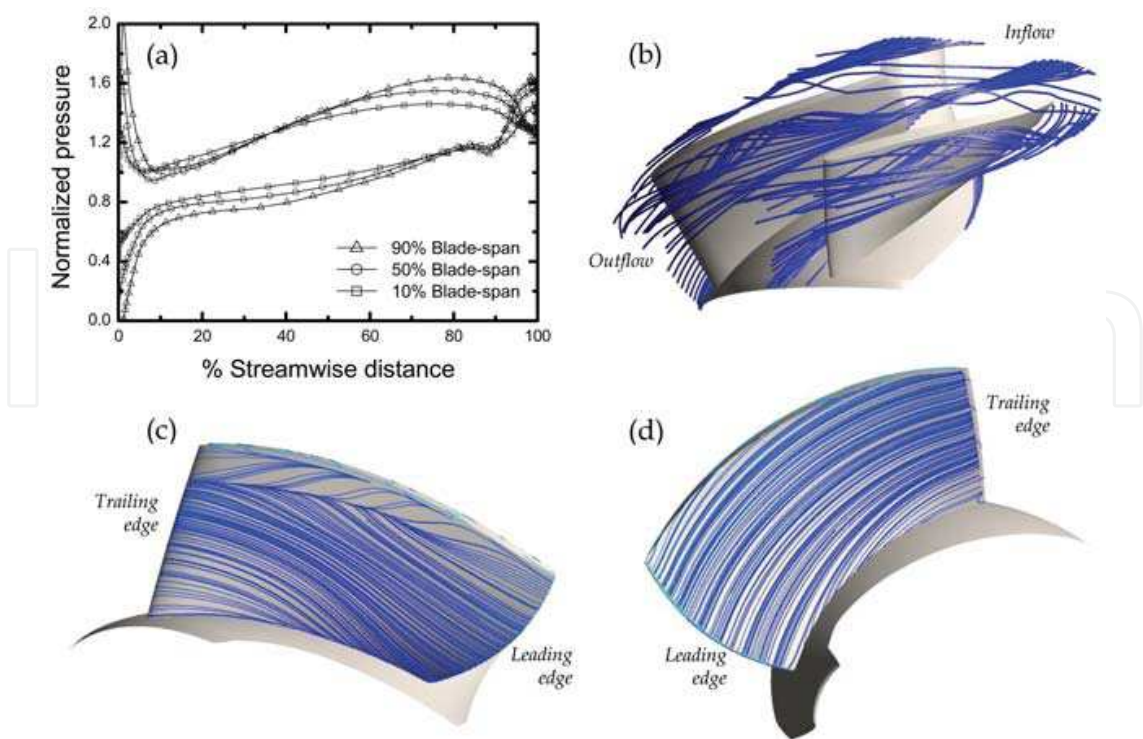 (a)
2.0
1.6
1.2
0.8
0.4
0.0
Normalized pressure
90% Blade-span
50% Blade-span
10% Blade-span
0 20 40 60 80 100
% Streamwise distance
(b)
Inflow
Outflow
(c)
Trailing
edge
Leading
edge
(d)
Trailing
edge
Leading
edge